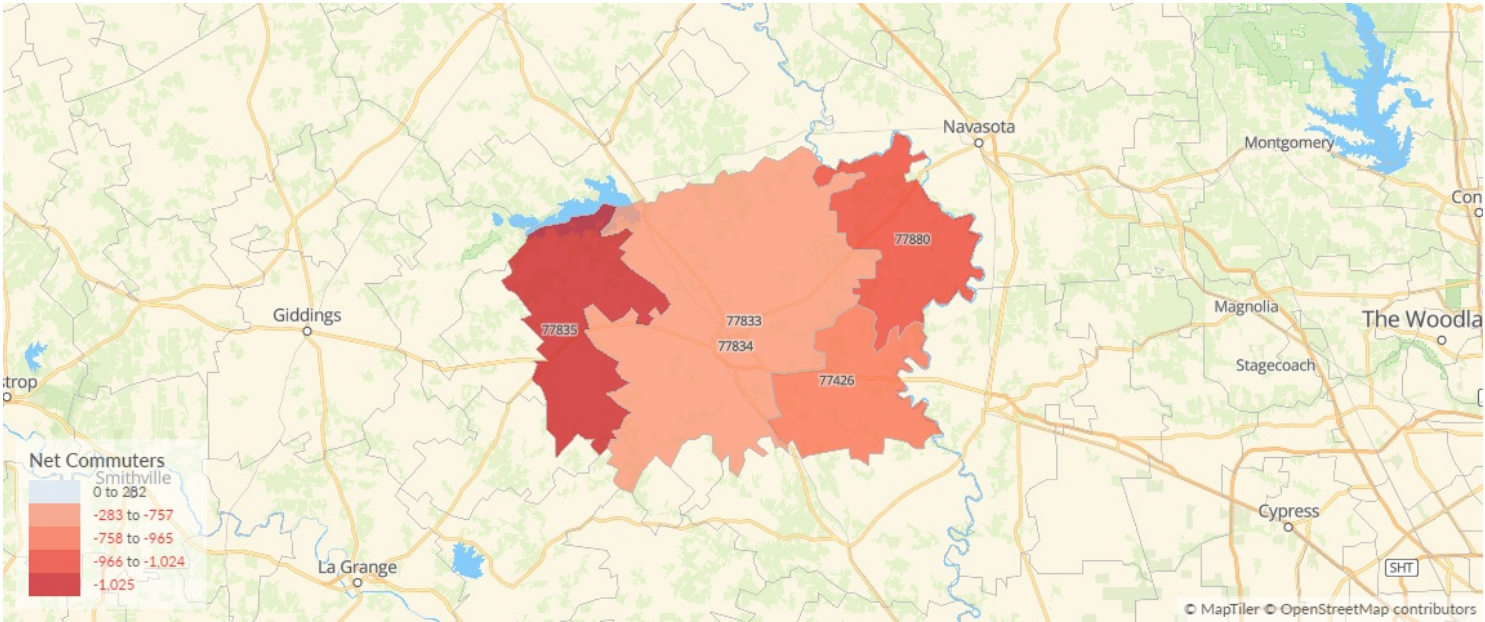 Navasota
Montgomery
Con
77880
Giddings
77833
Magnolia
The Woodla
77835
77834
Stagecoach
strop
77426
Net Commuters
Smithville
0 to 282
-283 to -757
-758 to -965
-966 to -1,024
-1,025
Cypress
La Grange
SHT
© MapTiler © OpenStreetMap contributors